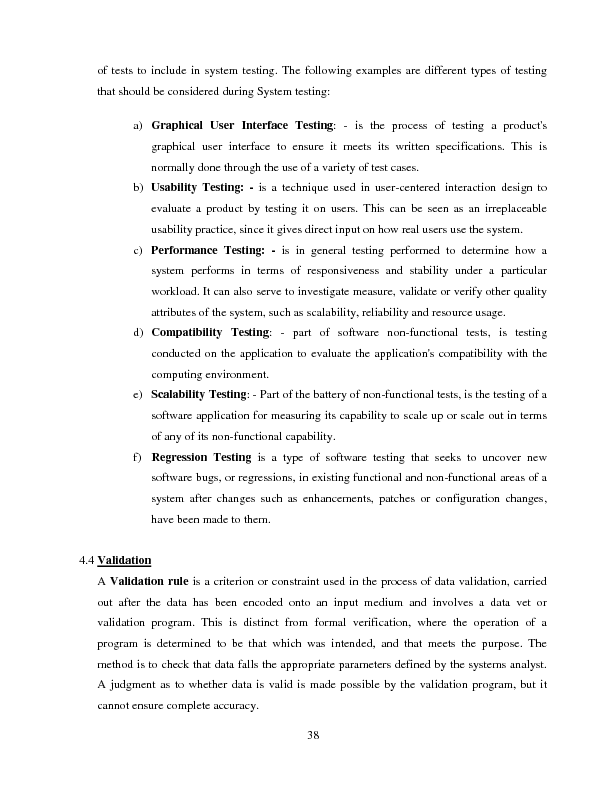 of tests to include in system testing. The following examples are different types of testing
that should be considered during System testing:
a) Graphical User Interface Testing: - is the process of testing a product's
graphical user interface to ensure it meets its written specifications. This is
normally done through the use of a variety of test cases.
b) Usability Testing: - is a technique used in user-centered interaction design to
evaluate a product by testing it on users. This can be seen as an irreplaceable
usability practice, since it gives direct input on how real users use the system.
c) Performance Testing: - is in general testing performed to determine how a
system performs in terms of responsiveness and stability under a particular
workload. It can also serve to investigate measure, validate or verify other quality
attributes of the system, such as scalability, reliability and resource usage.
d) Compatibility Testing: - part of software non-functional tests, is testing
conducted on the application to evaluate the application's compatibility with the
computing environment.
e) Scalability Testing: - Part of the battery of non-functional tests, is the testing of a
software application for measuring its capability to scale up or scale out in terms
of any of its non-functional capability.
f) Regression Testing is a type of software testing that seeks to uncover new
software bugs, or regressions, in existing functional and non-functional areas of a
system after changes such as enhancements, patches or configuration changes,
have been made to them.
4.4 Validation
A Validation rule is a criterion or constraint used in the process of data validation, carried
out after the data has been encoded onto an input medium and involves a data vet or
validation program. This is distinct from formal verification, where the operation of a
program is determined to be that which was intended, and that meets the purpose. The
method is to check that data falls the appropriate parameters defined by the systems analyst.
A judgment as to whether data is valid is made possible by the validation program, but it
cannot ensure complete accuracy.
38